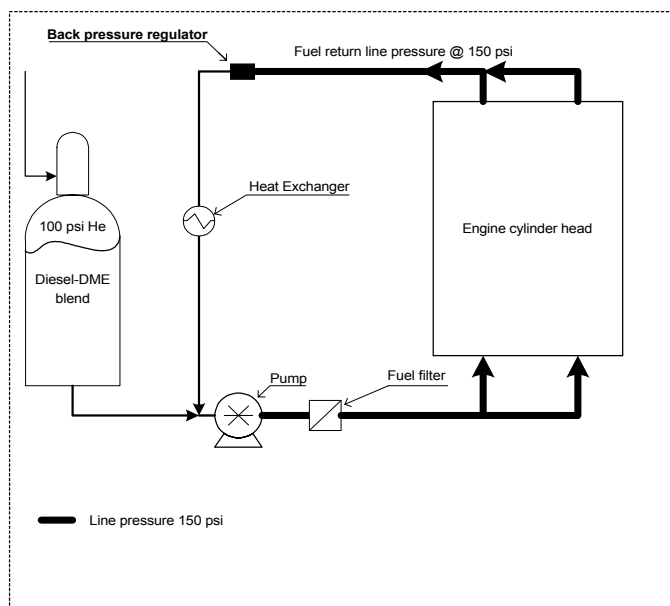 Back pressure regulator
Fuel return line pressure @ 150 psi
Heat Exchanger
100 psi He
Engine cylinder head
Diesel-DME
blend
Pump
Fuel filter
Line pressure 150 psi